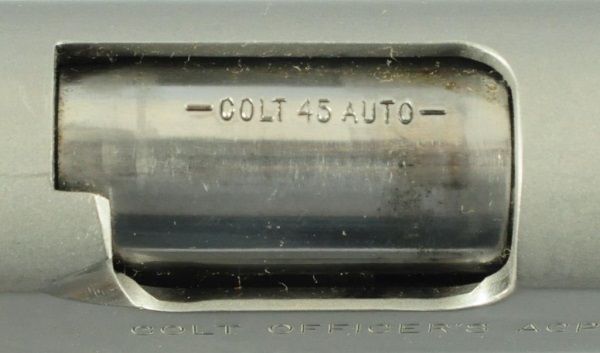 -COLT 45 AUTO-
COLT OFFICER'S ACP